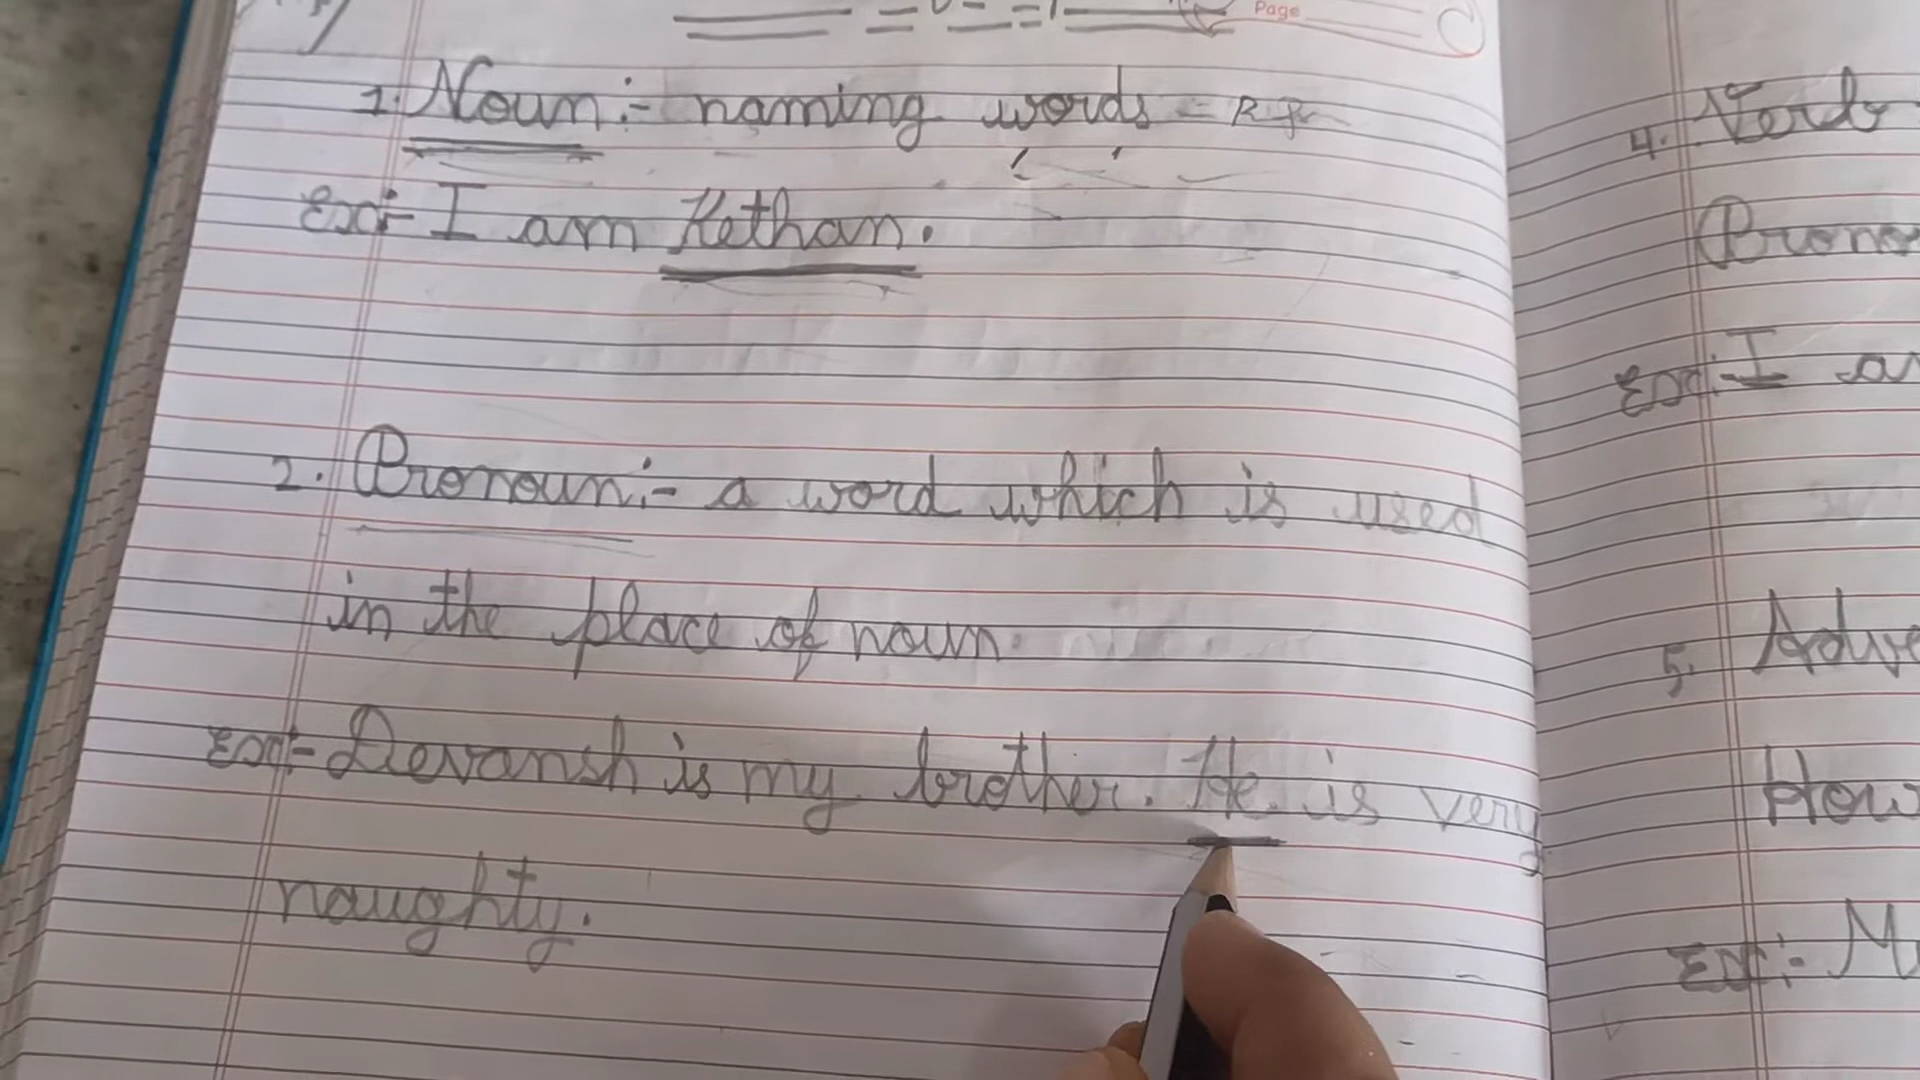 Page
1. Noun:- naming words =
Ex:- I am Kethan.
2. Pronoun:- a word which is used
in the place of noun.
Ex:- Devansh is my brother. He is very
naughty.
4. Verb
Ex:- I
5.
How
Ex:-